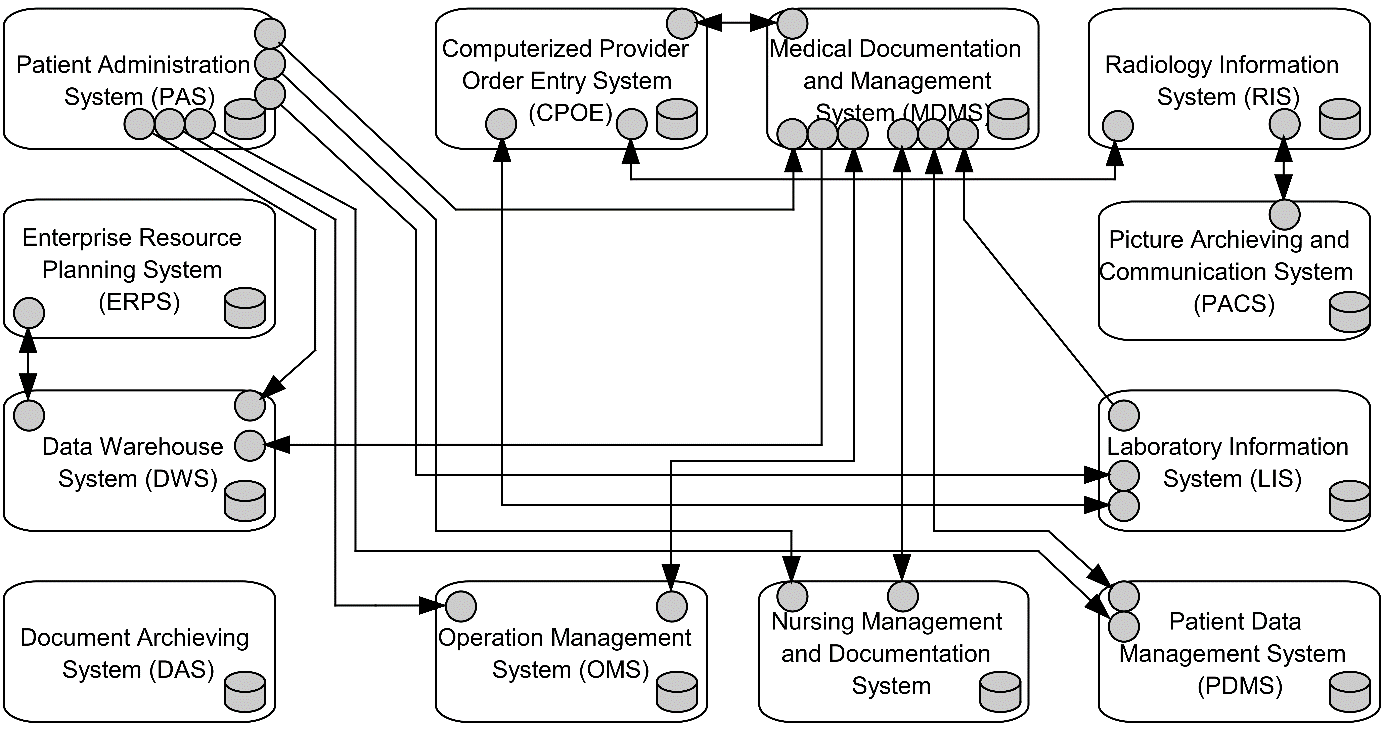 Patient Administration
System (PAS)
Computerized Provider
Order Entry System
(CPOE)
Medical Documentation
and Management
System (MDMS)
Radiology Information
System (RIS)
Enterprise Resource
Planning System
(ERPS)
Picture Archieving and
Communication System
(PACS)
Data Warehouse
System (DWS)
Laboratory Information
System (LIS)
Document Archieving
System (DAS)
Operation Management
System (OMS)
Nursing Management
and Documentation
System
Patient Data
Management System
(PDMS)